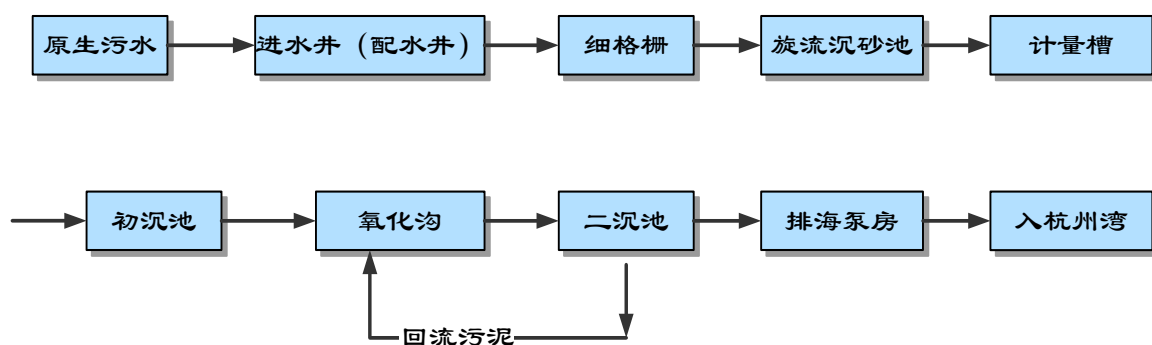 原生污水
进水井（配水井）
细格栅
旋流沉砂池
计量槽
初沉池
氧化沟
二沉池
排海泵房
入杭州湾
回流污泥